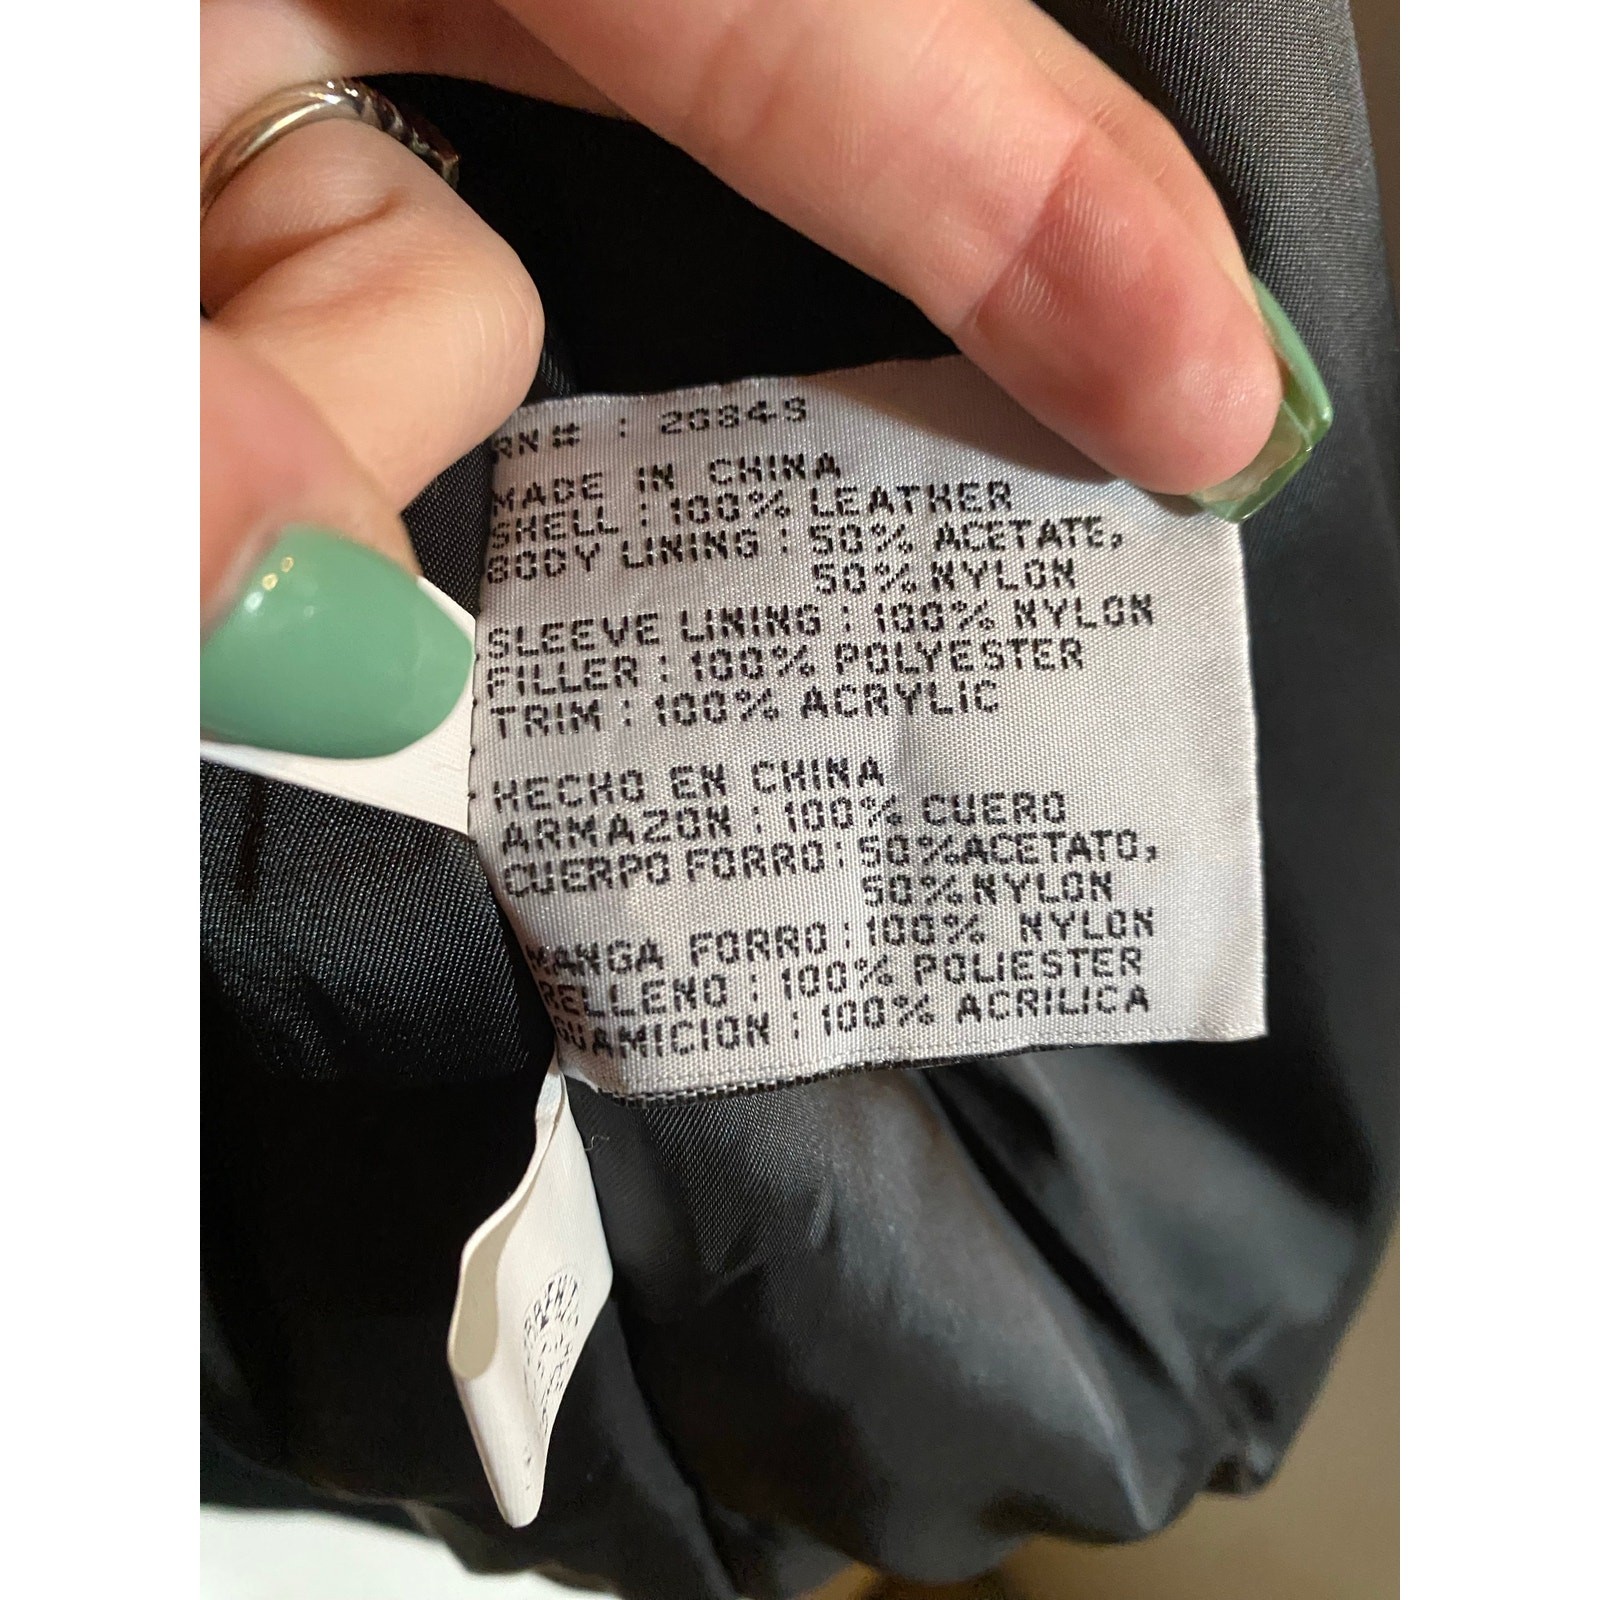 RN# : 20848
MADE IN CHINA
SHELL : 100% LEATHER
BODY LINING : 50% ACETATE,
50% NYLON
SLEEVE LINING : 100% NYLON
FILLER : 100% POLYESTER
TRIM : 100% ACRYLIC
HECHO EN CHINA
ARMAZON : 100% CUERO
CUERPO FORRO : 50% ACETATO,
50% NYLON
MANGA FORRO : 100% NYLON
RELLENO : 100% POLIESTER
GUAMICION : 100% ACRILICA